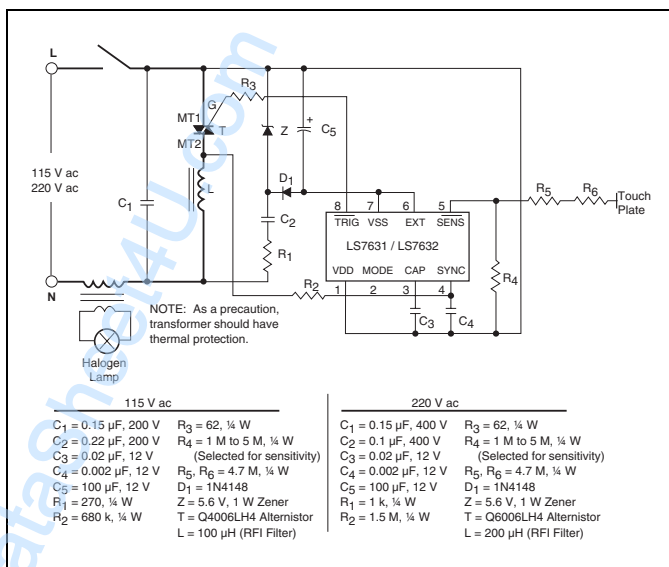 L
115 V ac
220 V ac
N
C1
MT1
G
T
MT2
L
R3
Z
+
C5
D1
C2
R1
R2
8 7 6 5
TRIG VSS EXT SENS
LS7631 / LS7632
VDD MODE CAP SYNC
1 2 3 4
C3
C4
R4
R5
R6
Touch
Plate
NOTE: As a precaution,
transformer should have
thermal protection.
Halogen
Lamp
115 V ac
C1 = 0.15 µF, 200 V
C2 = 0.22 µF, 200 V
C3 = 0.02 µF, 12 V
C4 = 0.002 µF, 12 V
C5 = 100 µF, 12 V
R1 = 270, ¼ W
R2 = 680 k, ¼ W
R3 = 62, ¼ W
R4 = 1 M to 5 M, ¼ W
(Selected for sensitivity)
R5, R6 = 4.7 M, ¼ W
D1 = 1N4148
Z = 5.6 V, 1 W Zener
T = Q4006LH4 Alternistor
L = 100 µH (RFI Filter)
220 V ac
C1 = 0.15 µF, 400 V
C2 = 0.1 µF, 400 V
C3 = 0.02 µF, 12 V
C4 = 0.002 µF, 12 V
C5 = 100 µF, 12 V
R1 = 1 k, ¼ W
R2 = 1.5 M, ¼ W
R3 = 62, ¼ W
R4 = 1 M to 5 M, ¼ W
(Selected for sensitivity)
R5, R6 = 4.7 M, ¼ W
D1 = 1N4148
Z = 5.6 V, 1 W Zener
T = Q6006LH4 Alternistor
L = 200 µH (RFI Filter)
ataSheet4U.com